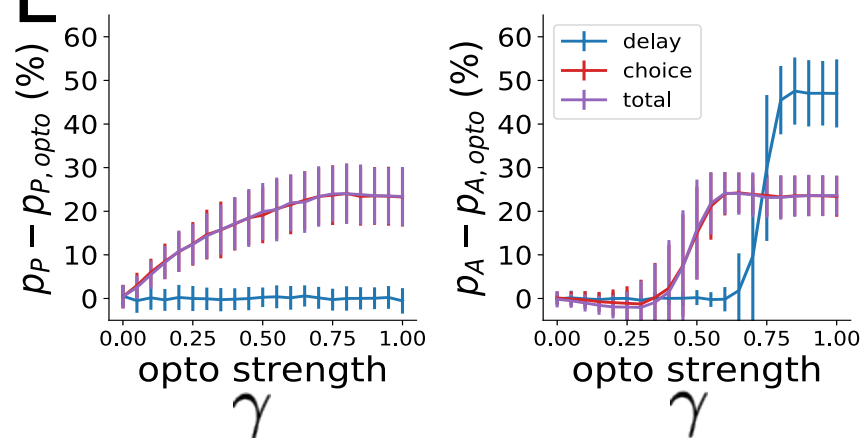 p_P − p_{P,opto} (%)
60
50
40
30
20
10
0
0.00 0.25 0.50 0.75 1.00
opto strength
γ
p_A − p_{A,opto} (%)
60
50
40
30
20
10
0
delay
choice
total
0.00 0.25 0.50 0.75 1.00
opto strength
γ